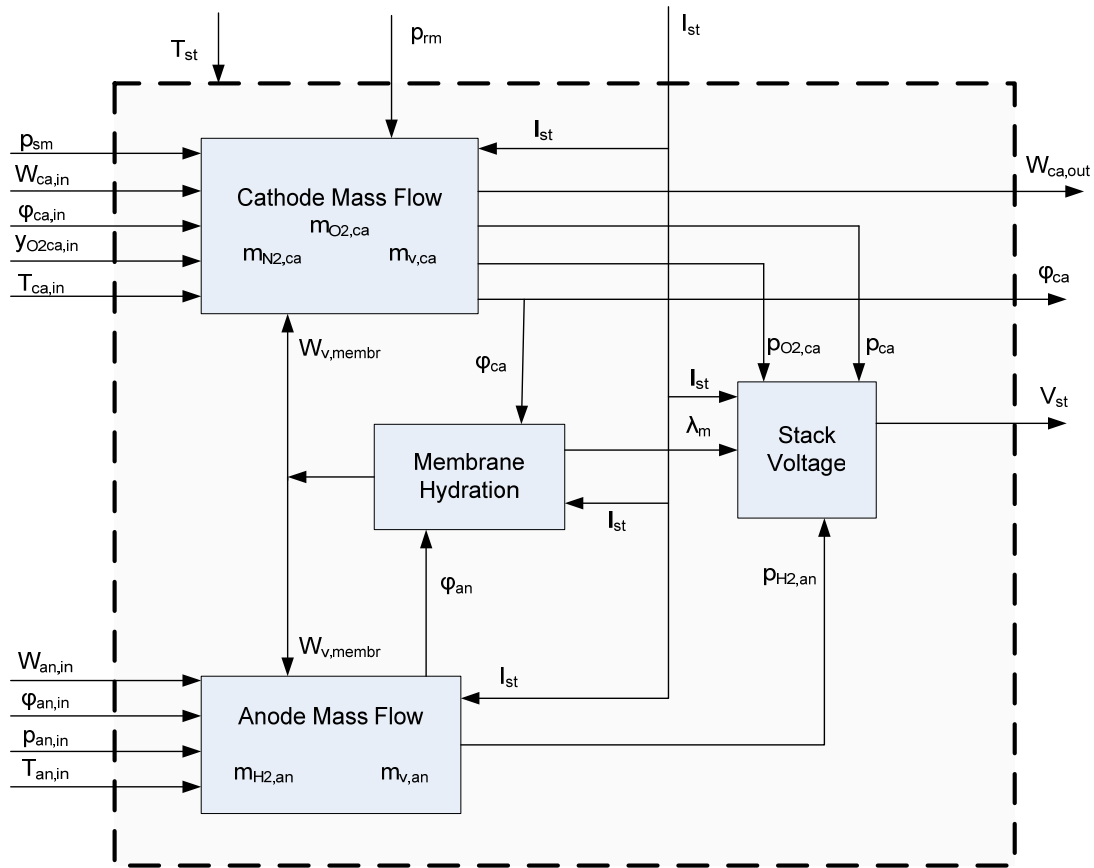 I_st
p_rm
T_st
p_sm
I_st
W_ca,in
W_ca,out
Cathode Mass Flow
φ_ca,in
m_O2,ca
y_O2ca,in
m_N2,ca
m_v,ca
T_ca,in
φ_ca
W_v,membr
φ_ca
p_O2,ca
p_ca
I_st
V_st
λ_m
Stack
Voltage
Membrane
Hydration
I_st
φ_an
p_H2,an
W_v,membr
W_an,in
I_st
φ_an,in
Anode Mass Flow
p_an,in
T_an,in
m_H2,an
m_v,an